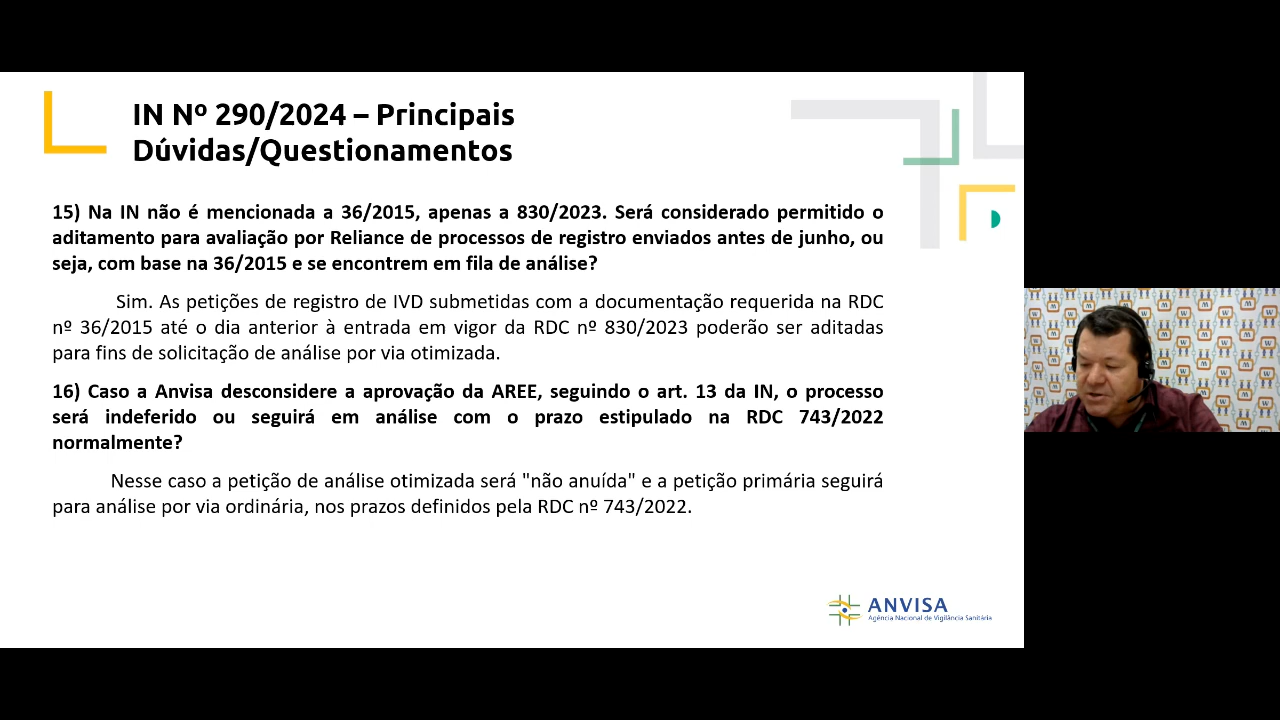 IN Nº 290/2024 – Principais
Dúvidas/Questionamentos
15) Na IN não é mencionada a 36/2015, apenas a 830/2023. Será considerado permitido o
aditamento para avaliação por Reliance de processos de registro enviados antes de junho, ou
seja, com base na 36/2015 e se encontrem em fila de análise?
Sim. As petições de registro de IVD submetidas com a documentação requerida na RDC
nº 36/2015 até o dia anterior à entrada em vigor da RDC nº 830/2023 poderão ser aditadas
para fins de solicitação de análise por via otimizada.
16) Caso a Anvisa desconsidere a aprovação da AREE, seguindo o art. 13 da IN, o processo
será indeferido ou seguirá em análise com o prazo estipulado na RDC 743/2022
normalmente?
Nesse caso a petição de análise otimizada será "não anuída" e a petição primária seguirá
para análise por via ordinária, nos prazos definidos pela RDC nº 743/2022.
ANVISA
Agência Nacional de Vigilância Sanitária